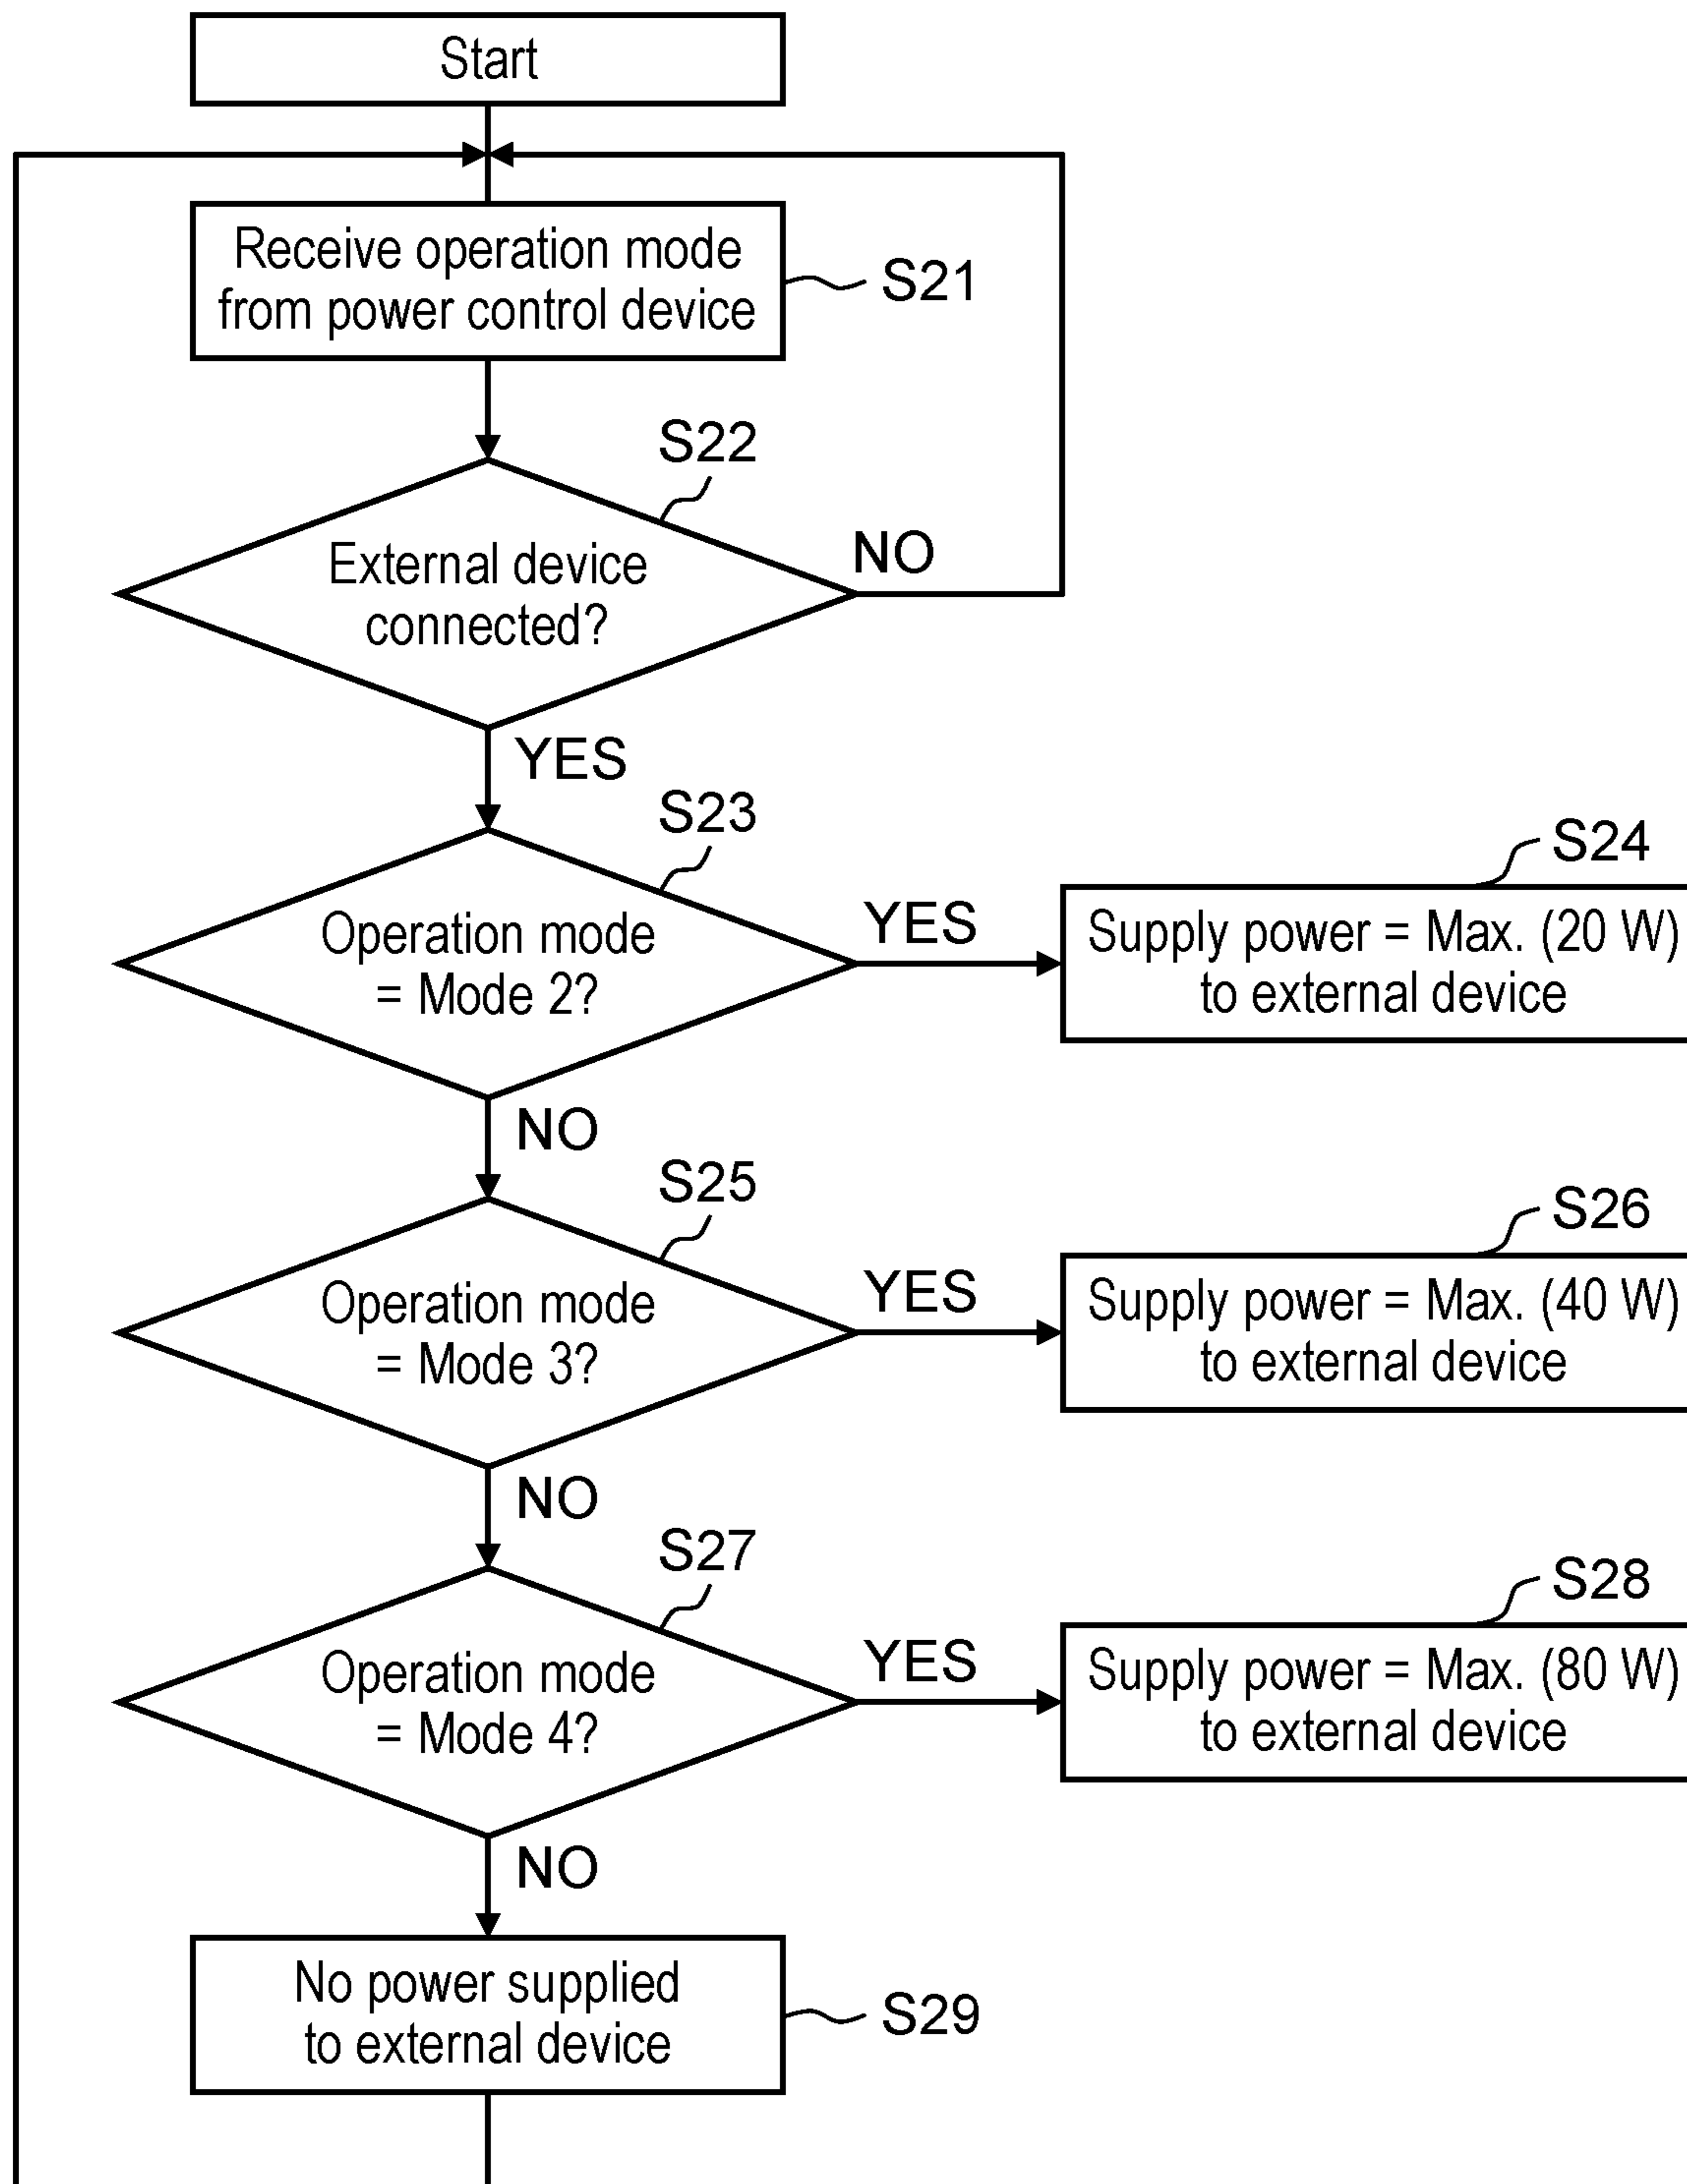 Start
Receive operation mode
from power control device
S21
S22
External device
connected?
NO
YES
S23
Operation mode
= Mode 2?
YES
S24
Supply power = Max. (20 W)
to external device
NO
S25
Operation mode
= Mode 3?
YES
S26
Supply power = Max. (40 W)
to external device
NO
S27
Operation mode
= Mode 4?
YES
S28
Supply power = Max. (80 W)
to external device
NO
No power supplied
to external device
S29